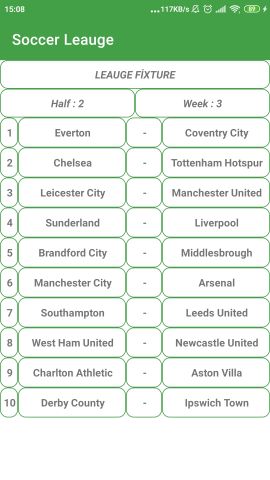 15:08 ...117KB/s 89
Soccer Leauge
LEAUGE FİXTURE
Half : 2 Week : 3
1 Everton - Coventry City
2 Chelsea - Tottenham Hotspur
3 Leicester City - Manchester United
4 Sunderland - Liverpool
5 Brandford City - Middlesbrough
6 Manchester City - Arsenal
7 Southampton - Leeds United
8 West Ham United - Newcastle United
9 Charlton Athletic - Aston Villa
10 Derby County - Ipswich Town